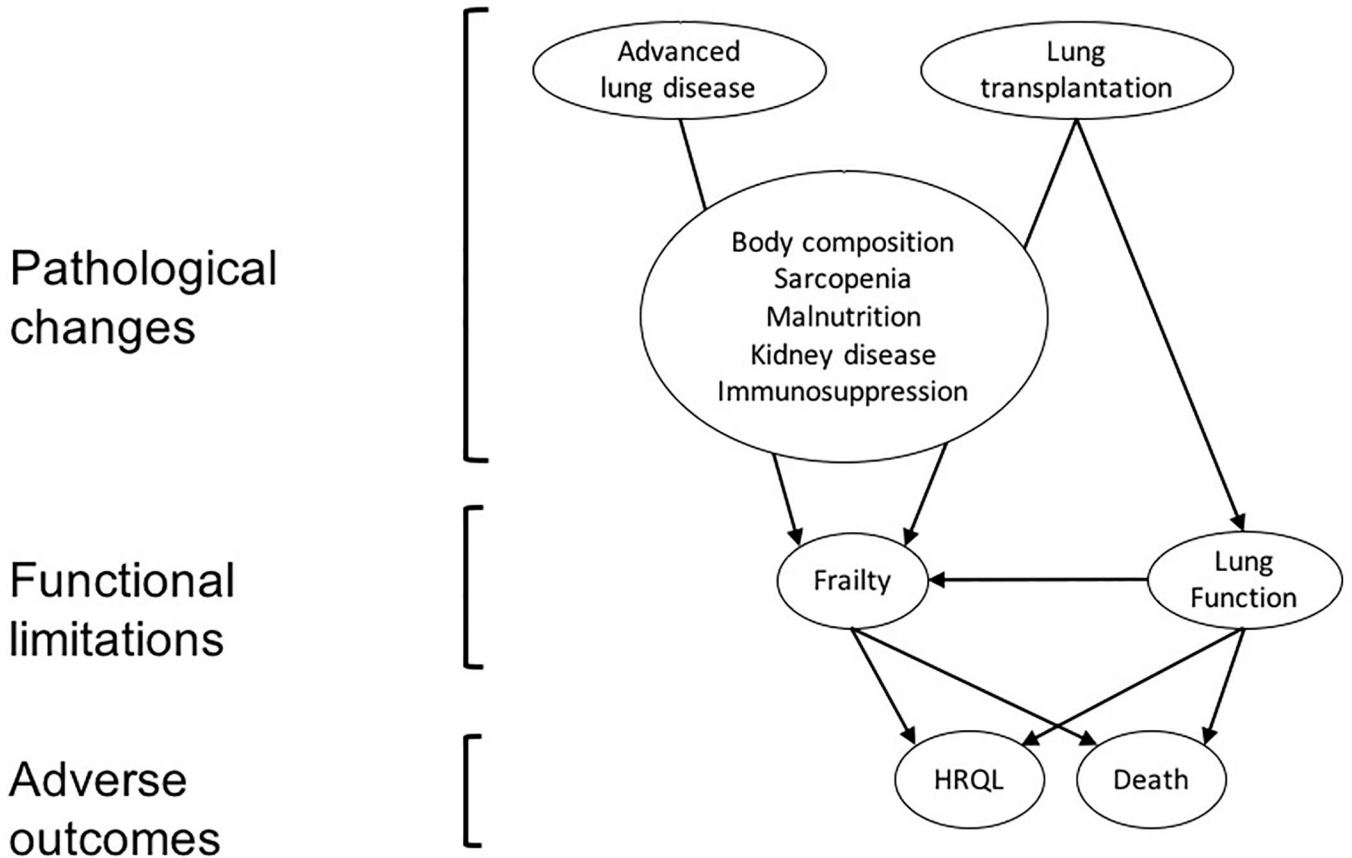 Advanced
lung disease
Lung
transplantation
Pathological
changes
Body composition
Sarcopenia
Malnutrition
Kidney disease
Immunosuppression
Functional
limitations
Frailty
Lung
Function
Adverse
outcomes
HRQL
Death